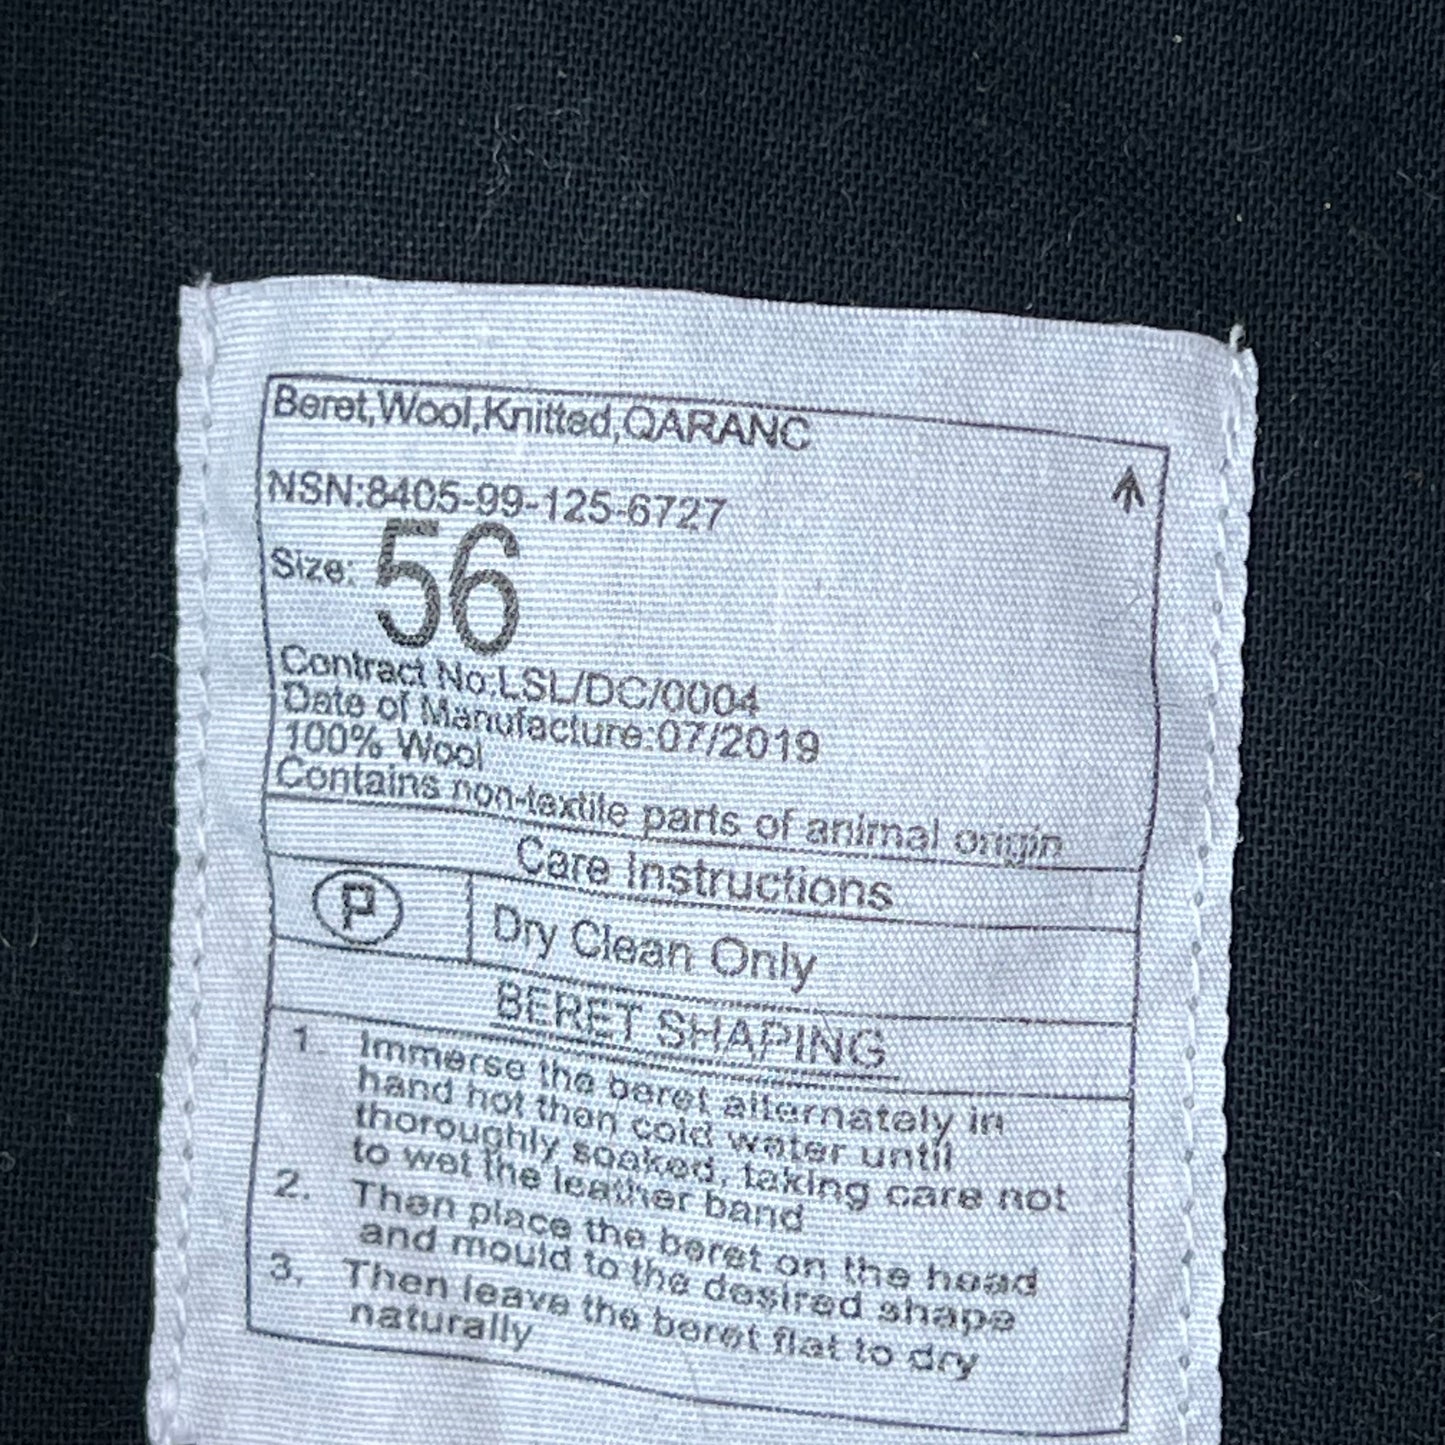 Beret,Wool,Knitted,QARANC
NSN:8405-99-125-6727
Size: 56
Contract No:LSL/DC/0004
Date of Manufacture:07/2019
100% Wool
Contains non-textile parts of animal origin
Care Instructions
P Dry Clean Only
BERET SHAPING
1. Immerse the beret alternately in
hand hot then cold water until
thoroughly soaked, taking care not
to wet the leather band
2. Then place the beret on the head
and mould to the desired shape
3. Then leave the beret flat to dry
naturally